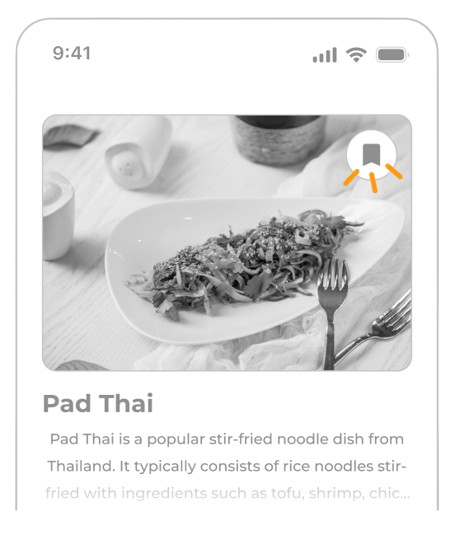 9:41
Pad Thai
Pad Thai is a popular stir-fried noodle dish from
Thailand. It typically consists of rice noodles stir-
fried with ingredients such as tofu, shrimp, chic...